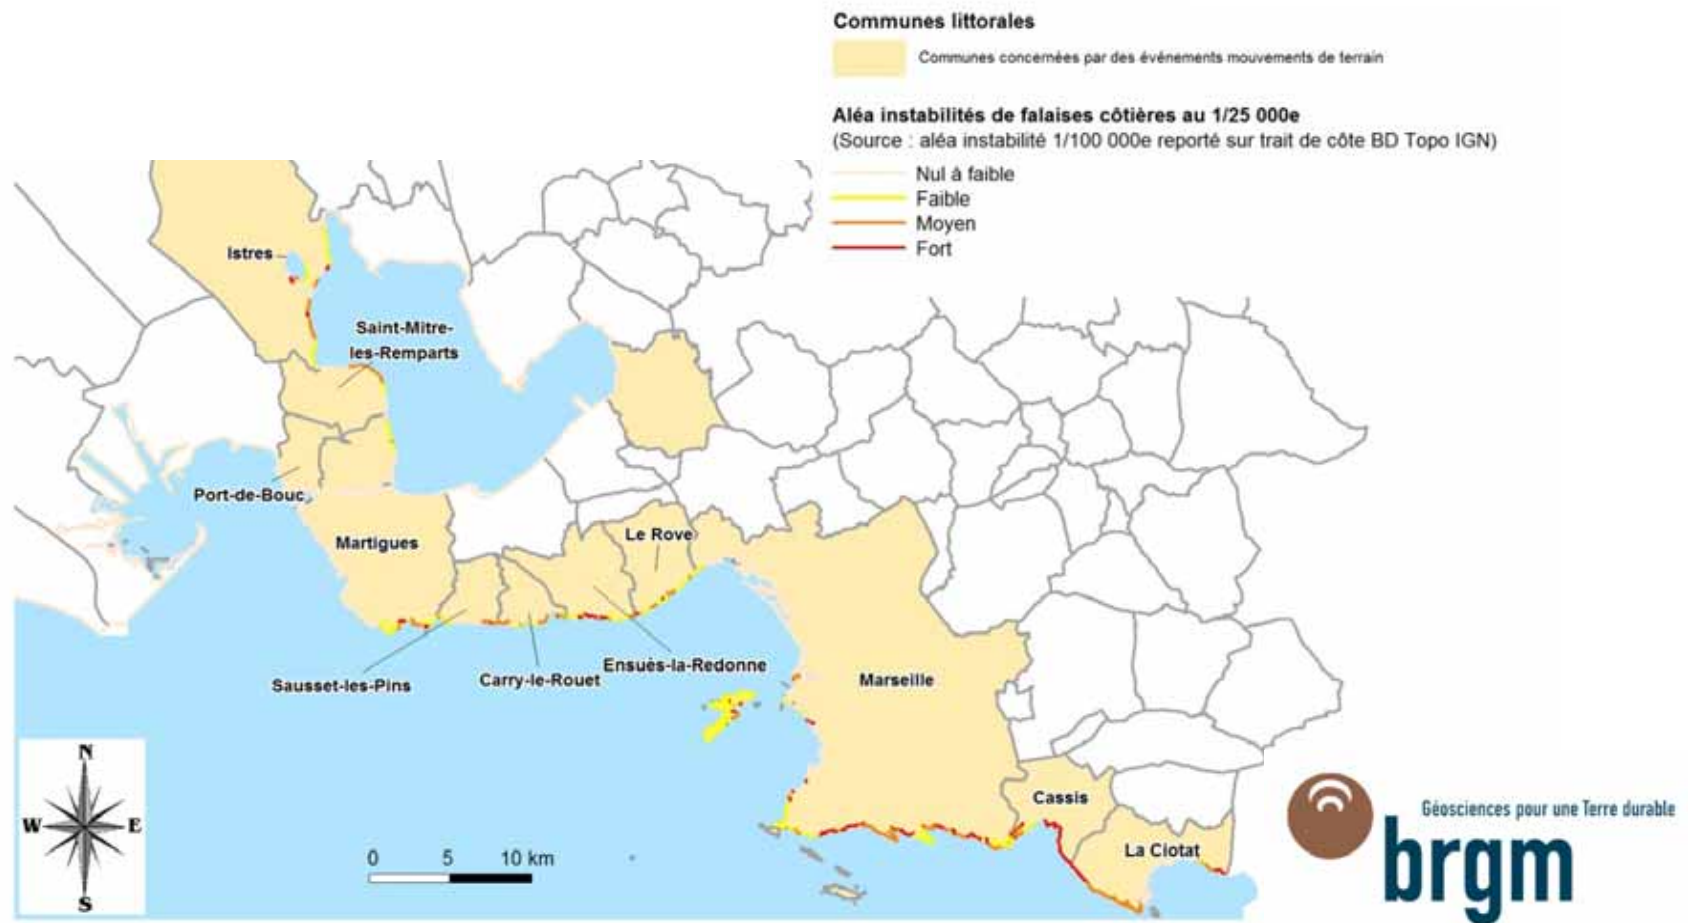 Communes littorales
Communes concernées par des événements mouvements de terrain
Aléa instabilités de falaises côtières au 1/25 000e
(Source : aléa instabilité 1/100 000e reporté sur trait de côte BD Topo IGN)
Nul à faible
Faible
Moyen
Fort
Istres
Saint-Mitre-
les-Remparts
Port-de-Bouc
Martigues
Le Rove
Sausset-les-Pins
Carry-le-Rouet
Ensuès-la-Redonne
Marseille
Cassis
La Ciotat
N
W
E
S
0 5 10 km
Géosciences pour une Terre durable
brgm